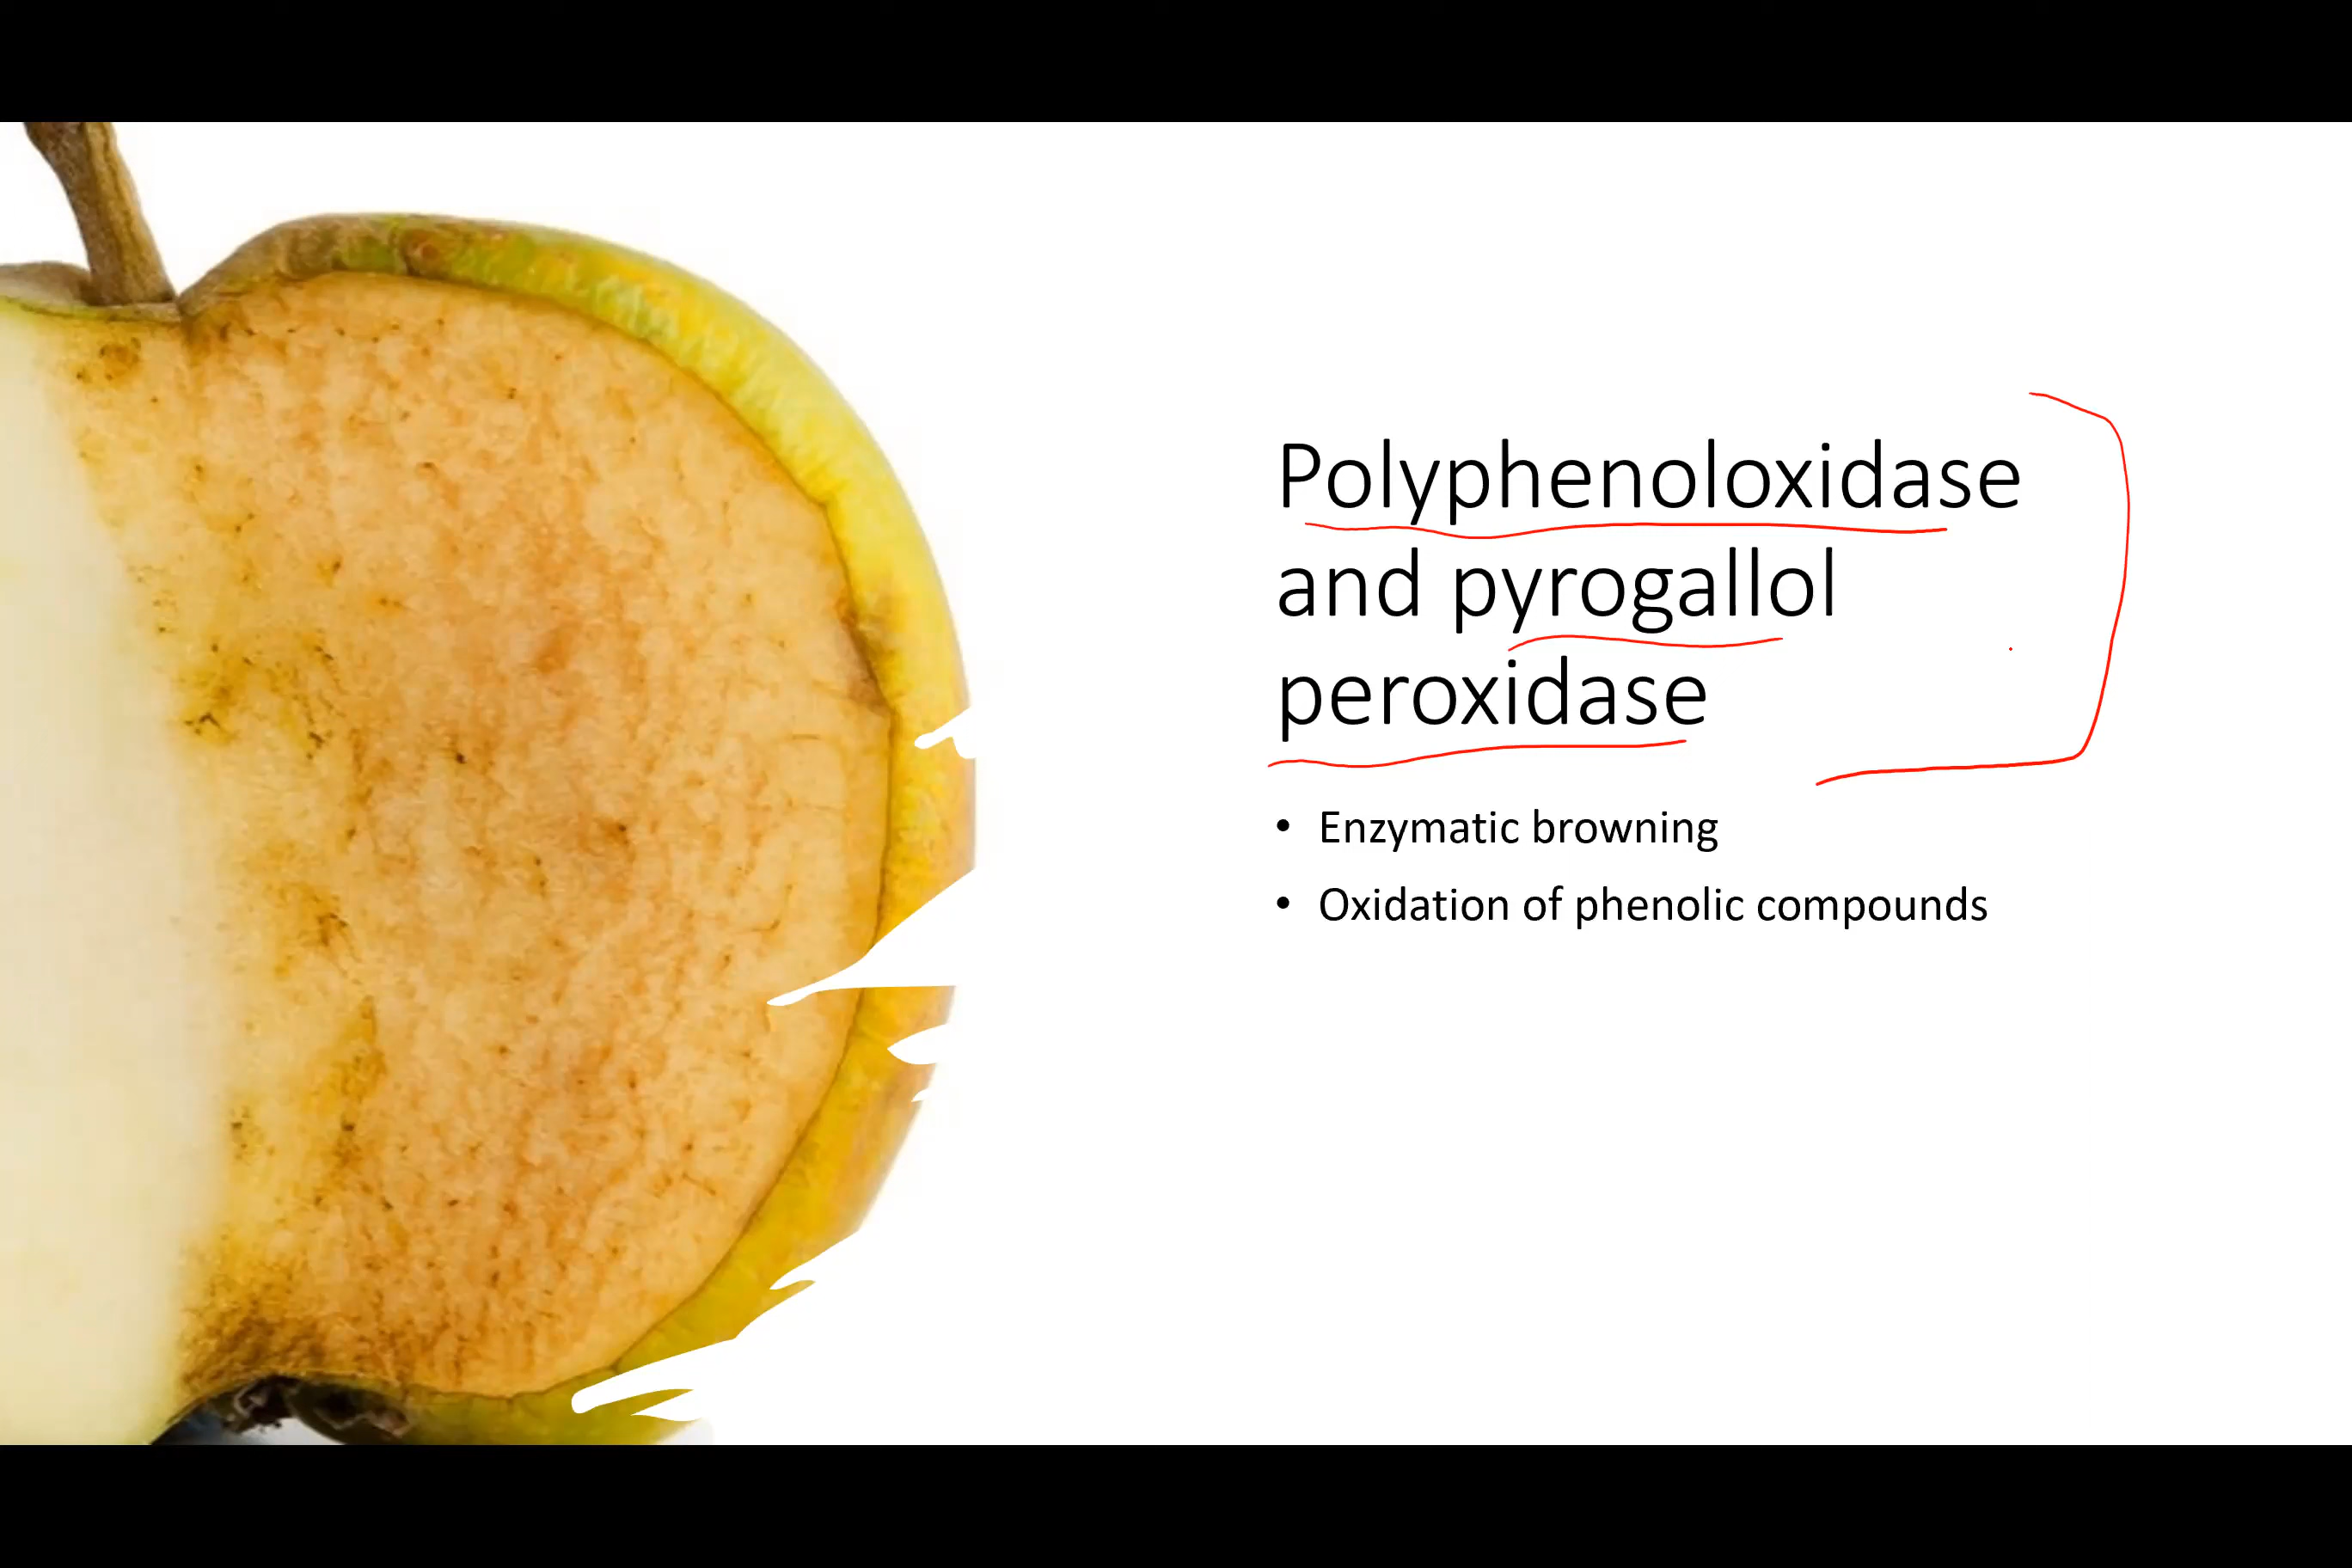 Polyphenoloxidase
and pyrogallol
peroxidase
• Enzymatic browning
• Oxidation of phenolic compounds